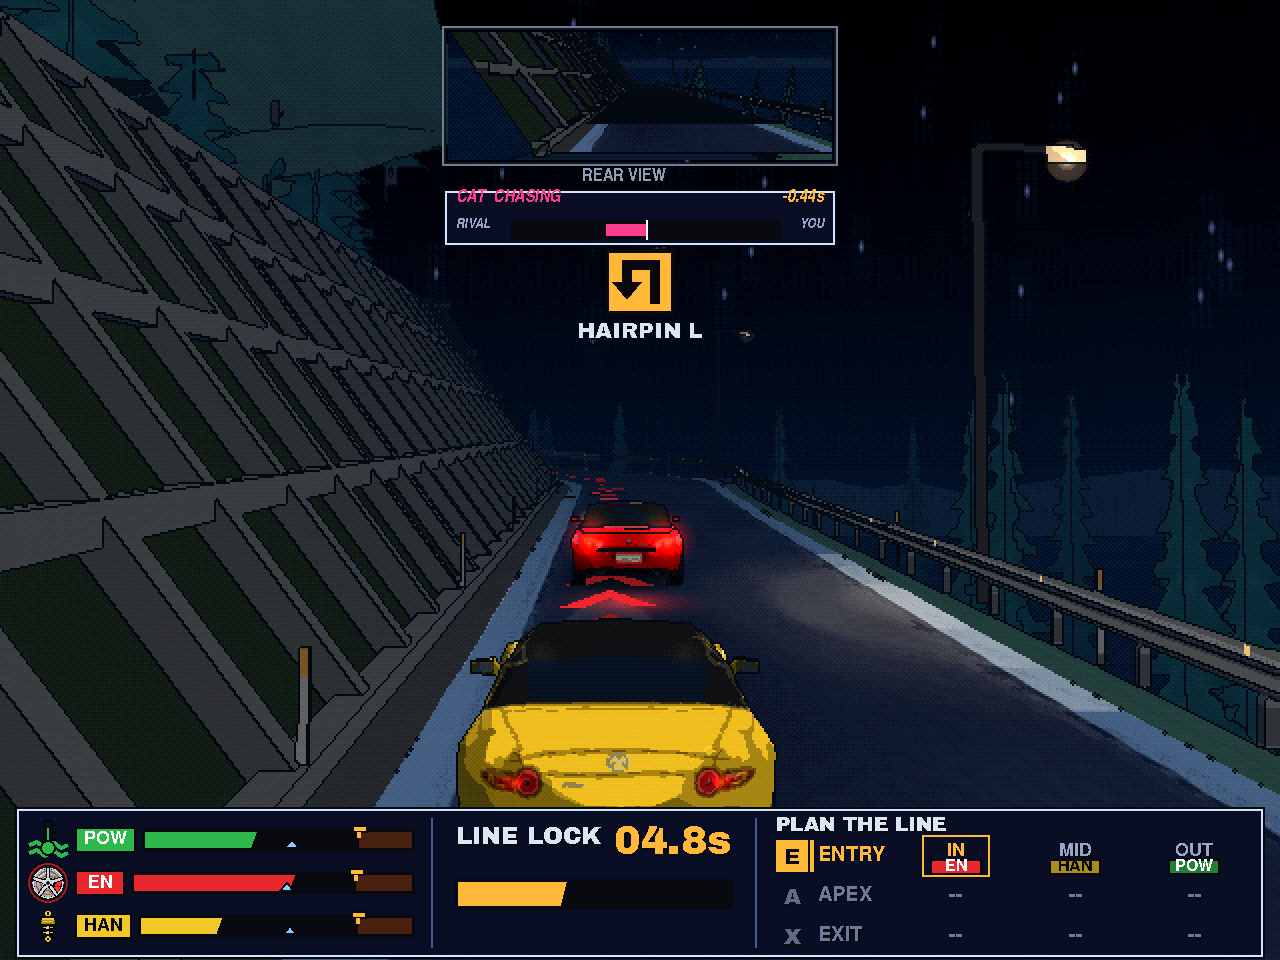 REAR VIEW
CAT CHASING -0.44s
RIVAL YOU
HAIRPIN L
POW
EN
HAN
LINE LOCK 04.8s
PLAN THE LINE
E ENTRY IN EN MID HAN OUT POW
A APEX -- -- --
X EXIT -- -- --